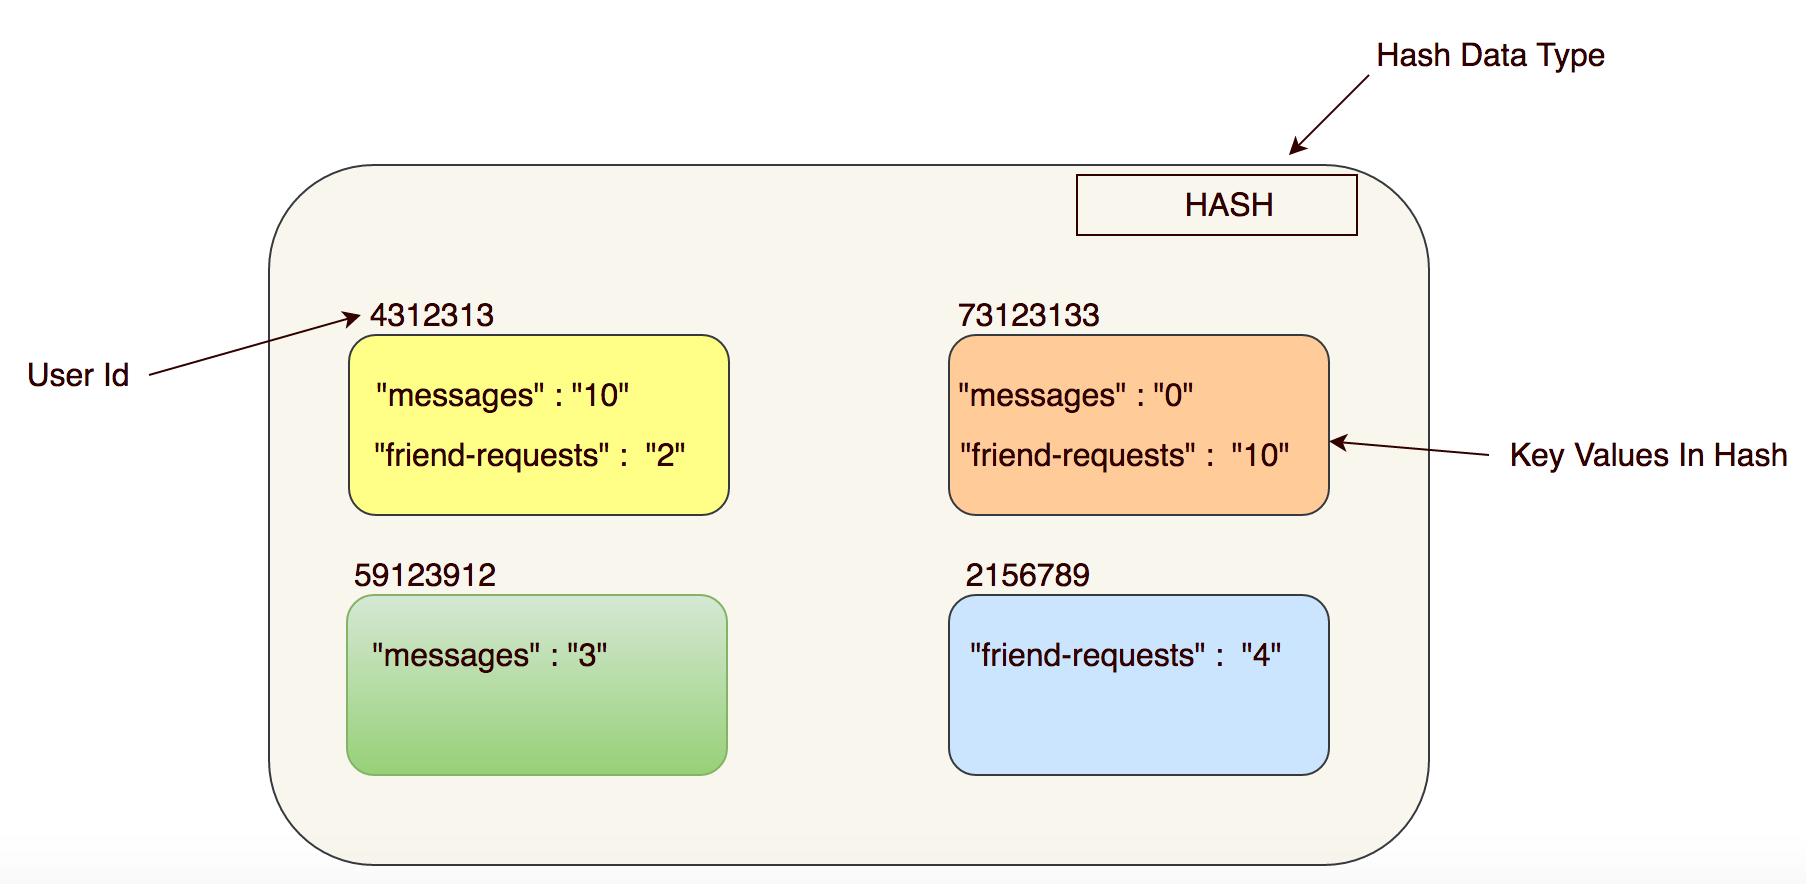 Hash Data Type
HASH
4312313
73123133
User Id
"messages" : "10"
"messages" : "0"
"friend-requests" :  "2"
"friend-requests" :  "10"
Key Values In Hash
59123912
2156789
"messages" : "3"
"friend-requests" :  "4"